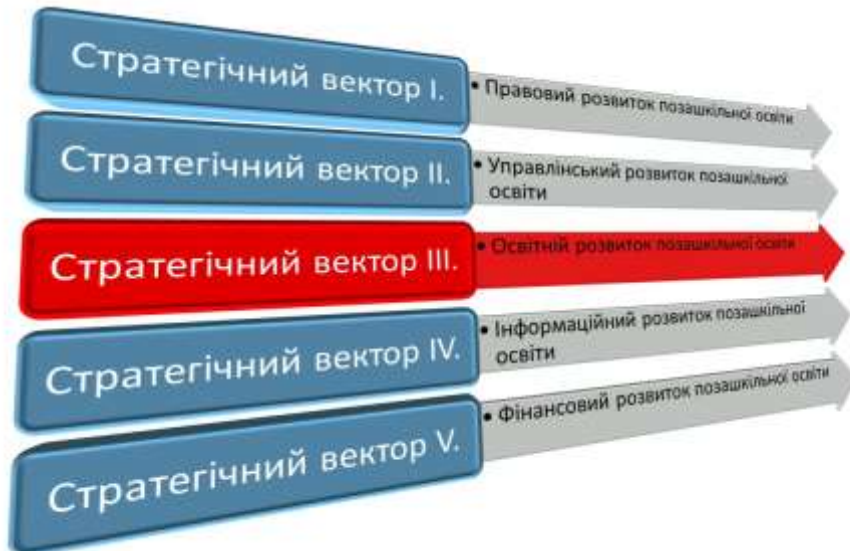 Стратегічний вектор I.
• Правовий розвиток позашкільної освіти
Стратегічний вектор II.
• Управлінський розвиток позашкільної
освіти
Стратегічний вектор III.
• Освітній розвиток позашкільної освіти
Стратегічний вектор IV.
• Інформаційний розвиток позашкільної
освіти
Стратегічний вектор V.
• Фінансовий розвиток позашкільної освіти